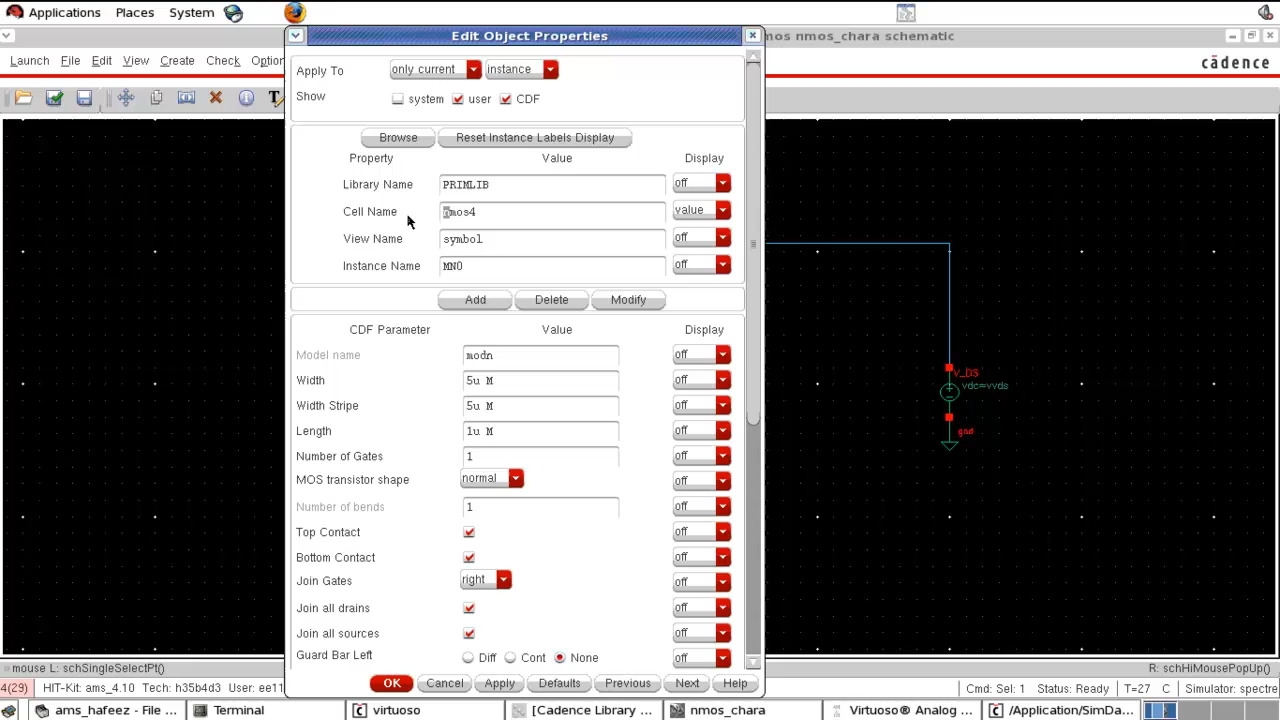 Applications Places System
Edit Object Properties
mos nmos_chara schematic
Launch File Edit View Create Check Option
cādence
Apply To only current instance
Show system user CDF
Browse Reset Instance Labels Display
Property Value Display
Library Name PRIMLIB off
Cell Name nmos4 value
View Name symbol off
Instance Name MN0 off
Add Delete Modify
CDF Parameter Value Display
Model name modn off
Width 5u M off
Width Stripe 5u M off
Length 1u M off
Number of Gates 1 off
MOS transistor shape normal off
Number of bends 1 off
Top Contact off
Bottom Contact off
Join Gates right off
Join all drains off
Join all sources off
Guard Bar Left Diff Cont None off
OK Cancel Apply Defaults Previous Next Help
V_DS
vdc=vvds
gnd
mouse L: schSingleSelectPt()
R: schHiMousePopUp()
4(29) HIT-Kit: ams_4.10 Tech: h35b4d3 User: ee11
Cmd: Sel: 1 Status: Ready T=27 C Simulator: spectre
ams_hafeez - File ... Terminal virtuoso [Cadence Library ... nmos_chara Virtuoso® Analog ... /Application/SimDa...